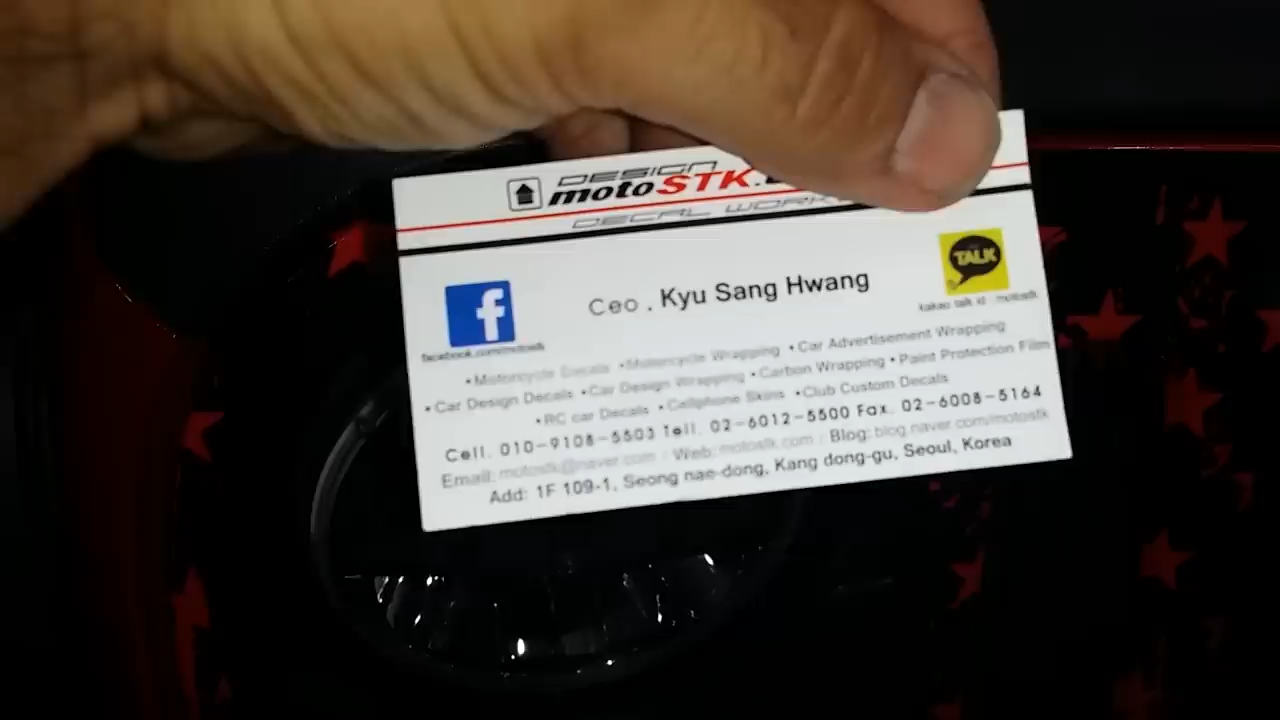 DESIGN
motoSTK.
DECAL WORK
Ceo . Kyu Sang Hwang
TALK
facebook.com/motostk
kakao talk id : motostk
•Motorcycle Decals •Motorcycle Wrapping •Car Advertisement Wrapping
•Car Design Decals •Car Design Wrapping •Carbon Wrapping •Paint Protection Film
•RC car Decals •Cellphone Skins •Club Custom Decals
Cell. 010-9108-5503 Tell. 02-6012-5500 Fax. 02-6008-5164
Email: motostk@naver.com / Web: motostk.com / Blog: blog.naver.com/motostk
Add: 1F 109-1, Seong nae-dong, Kang dong-gu, Seoul, Korea